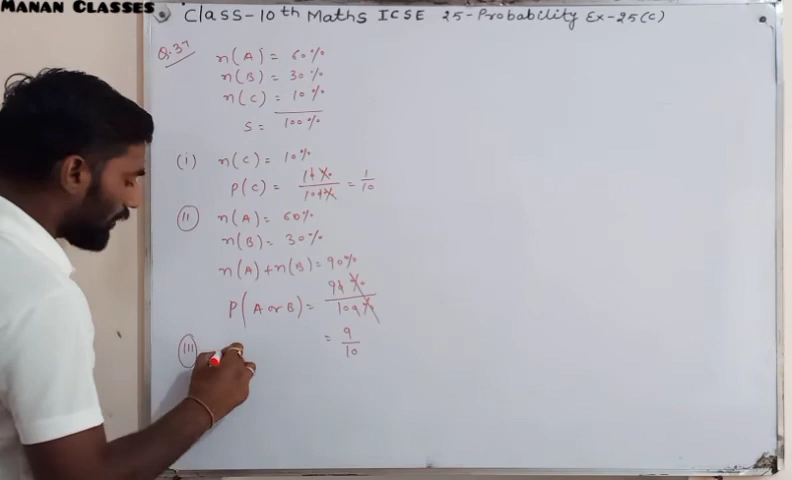 MANAN CLASSES
Class-10th Maths ICSE 25-Probability Ex-25(C)
Q.37
n(A) = 60%
n(B) = 30%
n(C) = 10%
S = 100%
(i) n(C) = 10%
P(C) = 10% / 100% = 1/10
(ii) n(A) = 60%
n(B) = 30%
n(A)+n(B) = 90%
P(A or B) = 90% / 100%
= 9/10
(iii)